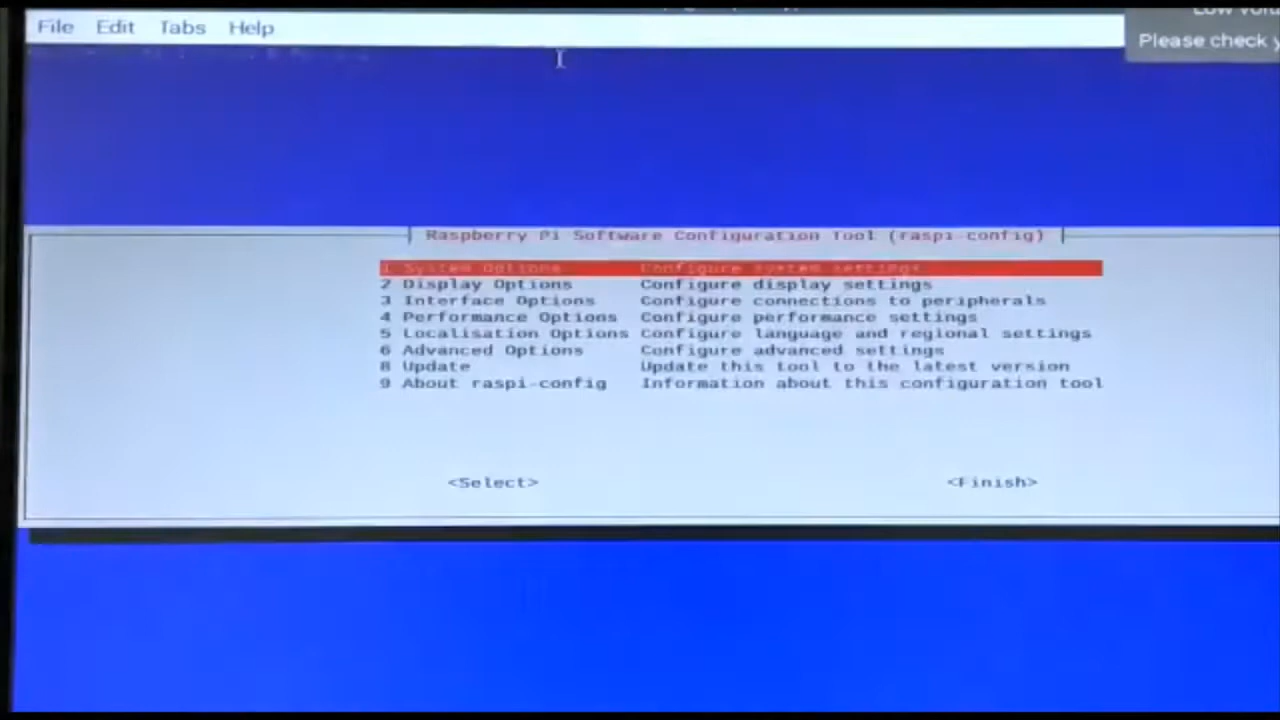 File Edit Tabs Help
Low
Please check
Raspberry Pi Software Configuration Tool (raspi-config)
1 System Options Configure system settings
2 Display Options Configure display settings
3 Interface Options Configure connections to peripherals
4 Performance Options Configure performance settings
5 Localisation Options Configure language and regional settings
6 Advanced Options Configure advanced settings
8 Update Update this tool to the latest version
9 About raspi-config Information about this configuration tool
<Select> <Finish>